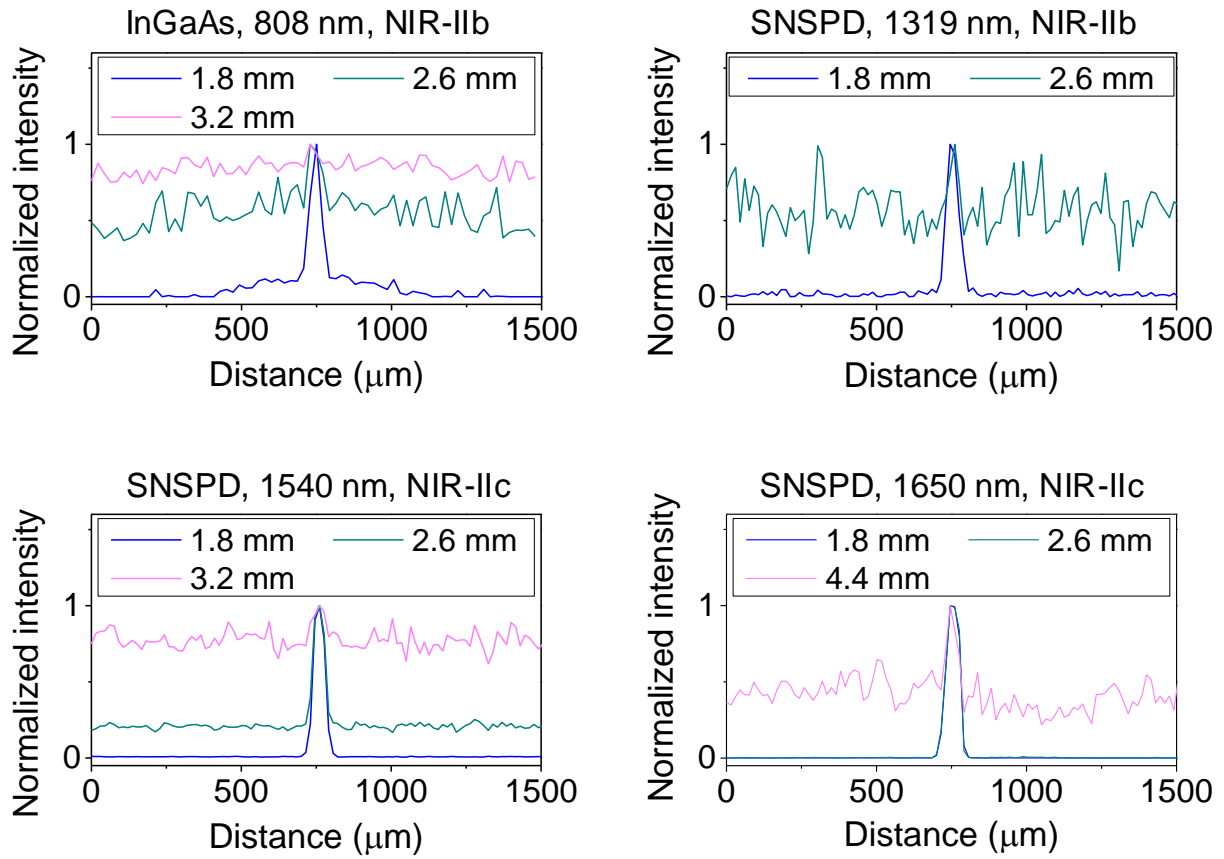 InGaAs, 808 nm, NIR-IIb
1.8 mm 2.6 mm
3.2 mm
Normalized intensity
1
0
0 500 1000 1500
Distance (μm)
SNSPD, 1319 nm, NIR-IIb
1.8 mm 2.6 mm
Normalized intensity
1
0
0 500 1000 1500
Distance (μm)
SNSPD, 1540 nm, NIR-IIc
1.8 mm 2.6 mm
3.2 mm
Normalized intensity
1
0
0 500 1000 1500
Distance (μm)
SNSPD, 1650 nm, NIR-IIc
1.8 mm 2.6 mm
4.4 mm
Normalized intensity
1
0
0 500 1000 1500
Distance (μm)